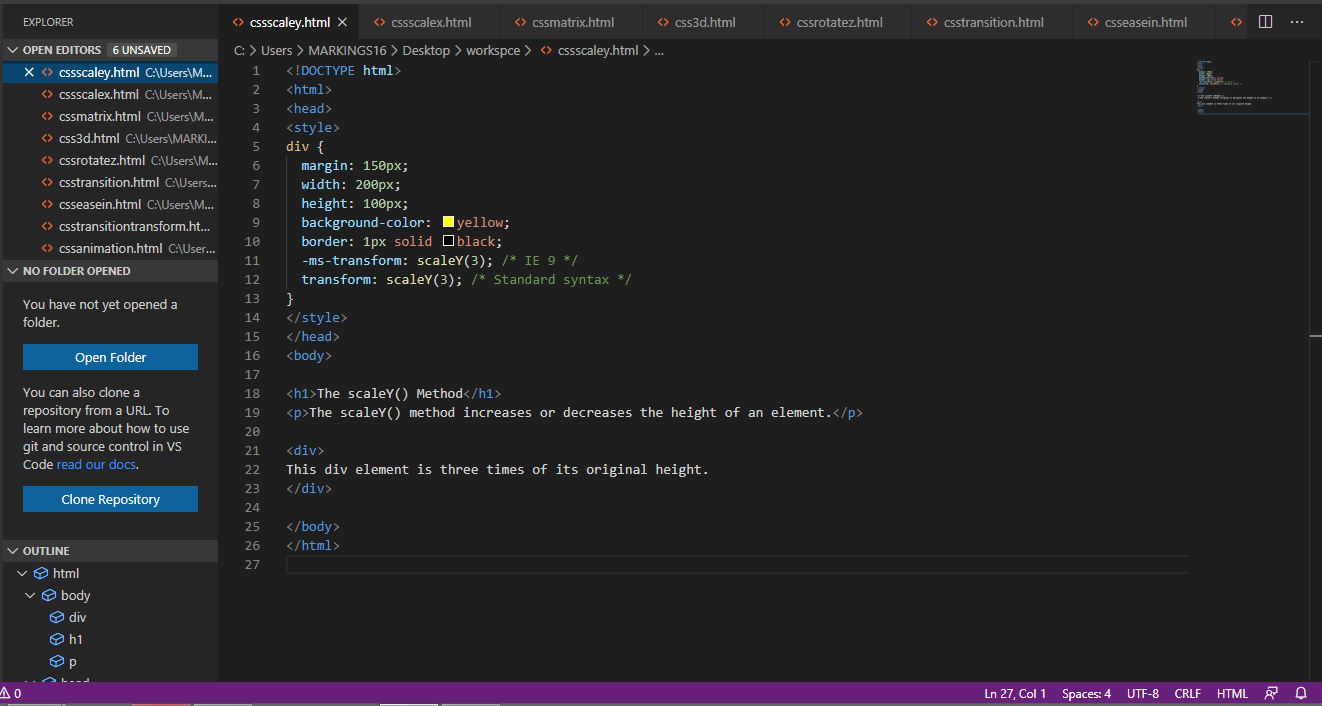 EXPLORER
OPEN EDITORS 6 UNSAVED
cssscaley.html C:\Users\M...
cssscalex.html C:\Users\M...
cssmatrix.html C:\Users\M...
css3d.html C:\Users\MARKI...
cssrotatez.html C:\Users\M...
csstransition.html C:\Users...
csseasein.html C:\Users\M...
csstransitiontransform.ht...
cssanimation.html C:\User...
NO FOLDER OPENED
You have not yet opened a
folder.
Open Folder
You can also clone a
repository from a URL. To
learn more about how to use
git and source control in VS
Code read our docs.
Clone Repository
OUTLINE
html
body
div
h1
p
head
cssscaley.html cssscalex.html cssmatrix.html css3d.html cssrotatez.html csstransition.html csseasein.html
C: > Users > MARKINGS16 > Desktop > workspce > cssscaley.html > ...
1 <!DOCTYPE html>
2 <html>
3 <head>
4 <style>
5 div {
6 margin: 150px;
7 width: 200px;
8 height: 100px;
9 background-color: yellow;
10 border: 1px solid black;
11 -ms-transform: scaleY(3); /* IE 9 */
12 transform: scaleY(3); /* Standard syntax */
13 }
14 </style>
15 </head>
16 <body>
17
18 <h1>The scaleY() Method</h1>
19 <p>The scaleY() method increases or decreases the height of an element.</p>
20
21 <div>
22 This div element is three times of its original height.
23 </div>
24
25 </body>
26 </html>
27
0 Ln 27, Col 1 Spaces: 4 UTF-8 CRLF HTML